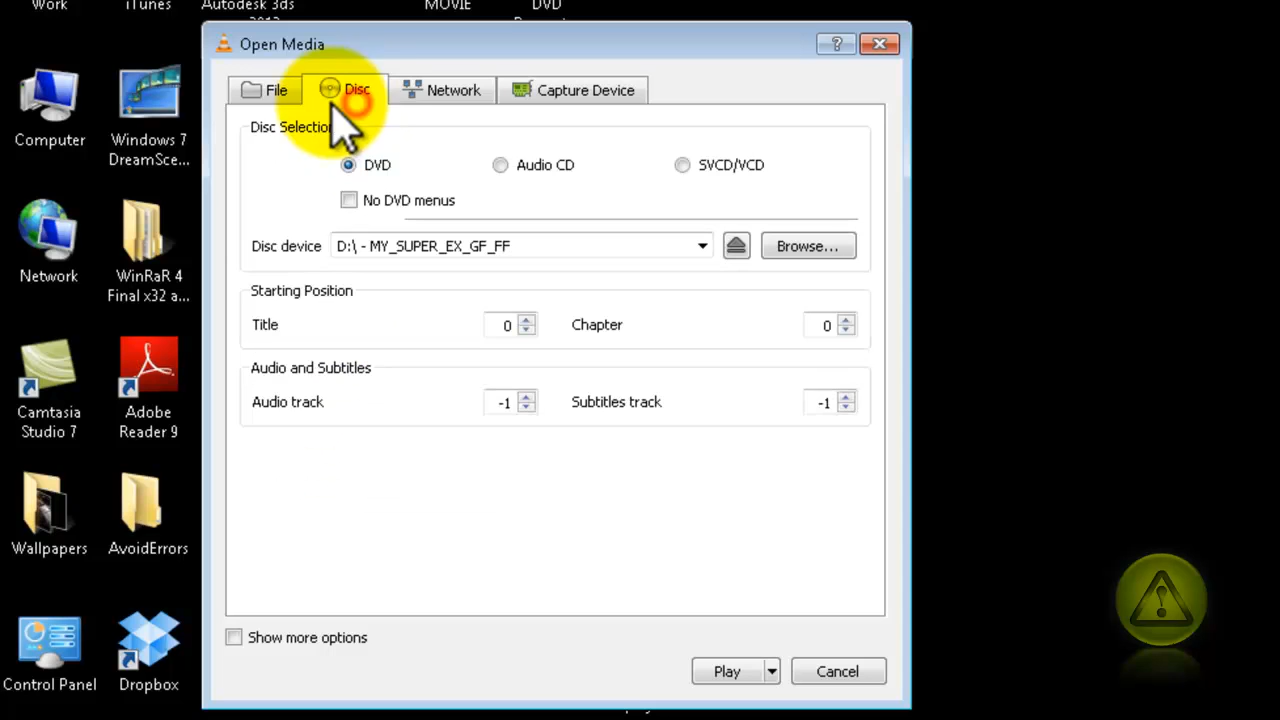 Work
iTunes
Autodesk 3ds
MOVIE
DVD
Open Media
File
Disc
Network
Capture Device
Disc Selection
DVD
Audio CD
SVCD/VCD
No DVD menus
Disc device
D:\ - MY_SUPER_EX_GF_FF
Browse...
Starting Position
Title
0
Chapter
0
Audio and Subtitles
Audio track
-1
Subtitles track
-1
Show more options
Play
Cancel
Computer
Windows 7
DreamSce...
Network
WinRaR 4
Final x32 a...
Camtasia
Studio 7
Adobe
Reader 9
Wallpapers
AvoidErrors
Control Panel
Dropbox